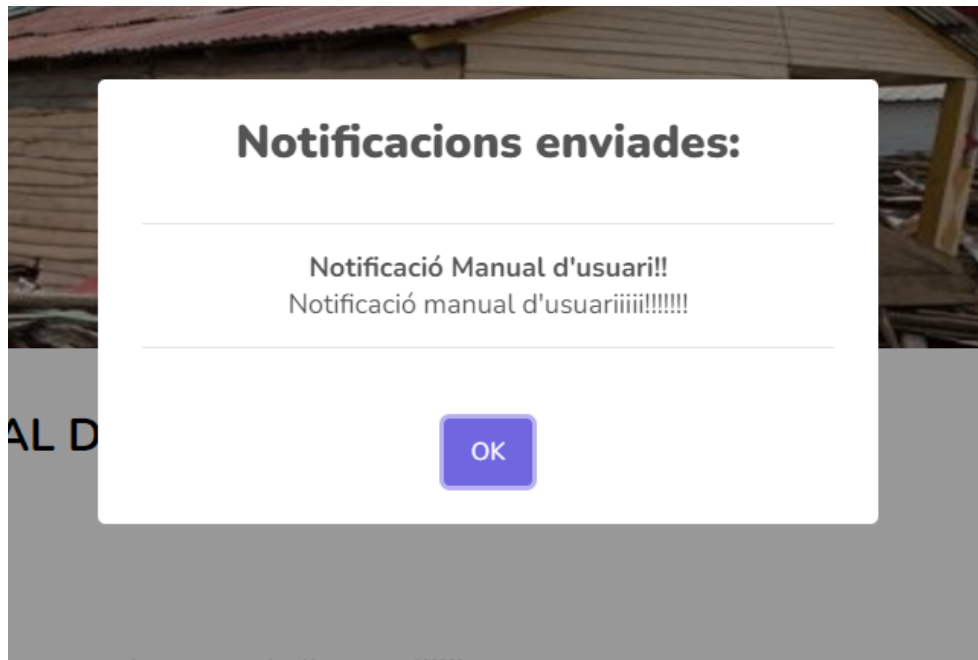 Notificacions enviades:
Notificació Manual d'usuari!!
Notificació manual d'usuariiiii!!!!!!!
AL D
OK